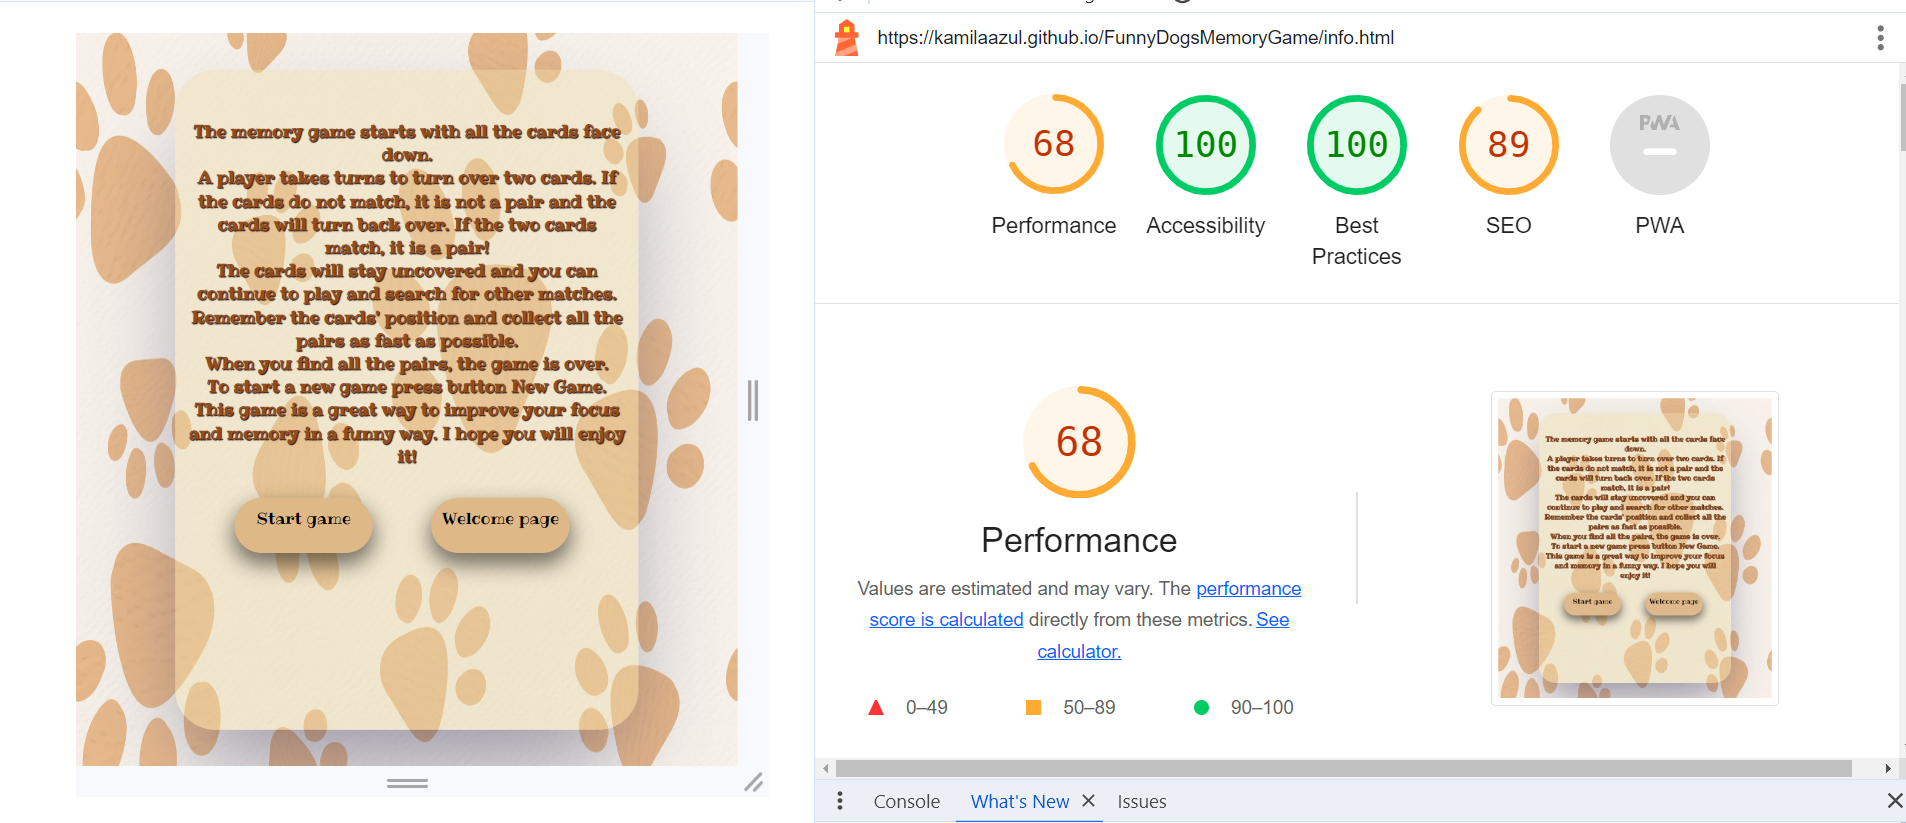 The memory game starts with all the cards face
down.
A player takes turns to turn over two cards. If
the cards do not match, it is not a pair and the
cards will turn back over. If the two cards
match, it is a pair!
The cards will stay uncovered and you can
continue to play and search for other matches.
Remember the cards' position and collect all the
pairs as fast as possible.
When you find all the pairs, the game is over.
To start a new game press button New Game.
This game is a great way to improve your focus
and memory in a funny way. I hope you will enjoy
it!
Start game
Welcome page
https://kamilaazul.github.io/FunnyDogsMemoryGame/info.html
68
100
100
89
PWA
Performance
Accessibility
Best
Practices
SEO
PWA
68
Performance
Values are estimated and may vary. The performance
score is calculated directly from these metrics. See
calculator.
0–49
50–89
90–100
The memory game starts with all the cards face
down.
A player takes turns to turn over two cards. If
the cards do not match, it is not a pair and the
cards will turn back over. If the two cards
match, it is a pair!
The cards will stay uncovered and you can
continue to play and search for other matches.
Remember the cards' position and collect all the
pairs as fast as possible.
When you find all the pairs, the game is over.
To start a new game press button New Game.
This game is a great way to improve your focus
and memory in a funny way. I hope you will
enjoy it!
Start game
Welcome page
Console
What's New
Issues